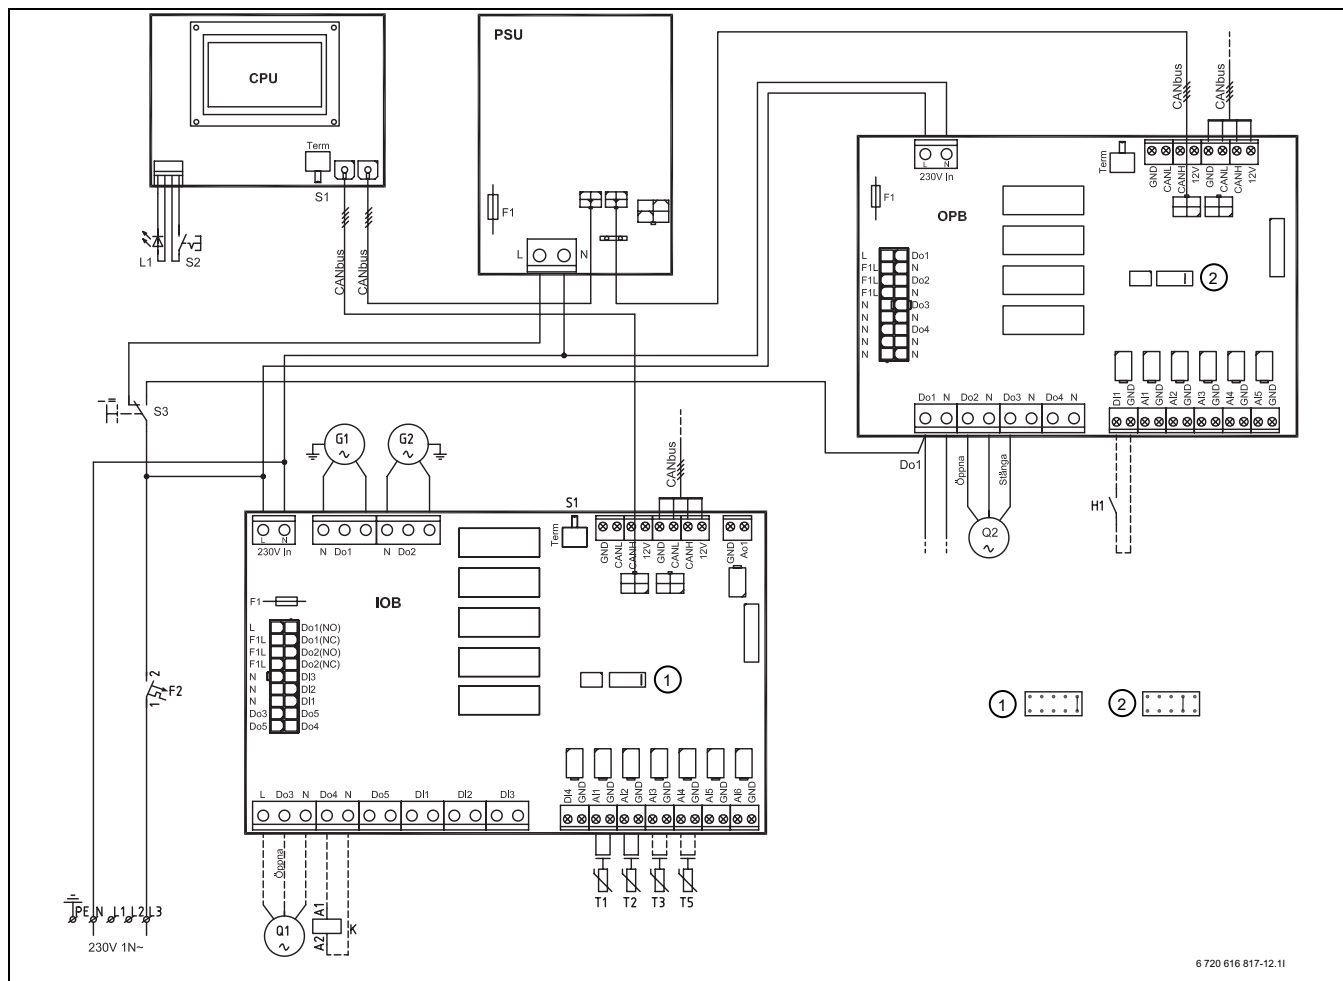 CPU
Term
S1
L1
S2
CANbus
CANbus
PSU
F1
L
N
CANbus
CANbus
L
N
230V In
Term
GND
CANL
CANH
12V
GND
CANL
CANH
12V
F1
OPB
L
F1L
F1L
F1L
N
N
N
N
N
Do1
N
Do2
N
Do3
N
Do4
N
N
2
DI1
GND
AI1
GND
AI2
GND
AI3
GND
AI4
GND
AI5
GND
Do1 N Do2 N Do3 N Do4 N
Do1
Öppna
Stänga
Q2
H1
S3
G1
G2
CANbus
S1
Term
L
N
230V In
N Do1
N Do2
GND
CANL
CANH
12V
GND
CANL
CANH
12V
GND
Ao1
F1
IOB
L
F1L
F1L
F1L
N
N
N
Do3
Do5
Do1(NO)
Do1(NC)
Do2(NO)
Do2(NC)
DI3
DI2
DI1
Do5
Do4
1
1
2
2
1
F2
DI4
GND
AI1
GND
AI2
GND
AI3
GND
AI4
GND
AI5
GND
AI6
GND
L Do3 N Do4 N Do5 DI1 DI2 DI3
Öppna
Q1
A1
A2
K
T1
T2
T3
T5
PE N L1 L2 L3
230V 1N~
6 720 616 817-12.1I